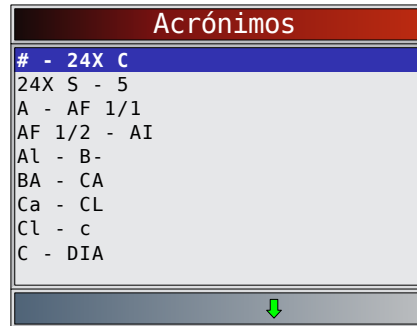 Acrónimos
# - 24X C
24X S - 5
A - AF 1/1
AF 1/2 - AI
Al - B-
BA - CA
Ca - CL
Cl - c
C - DIA